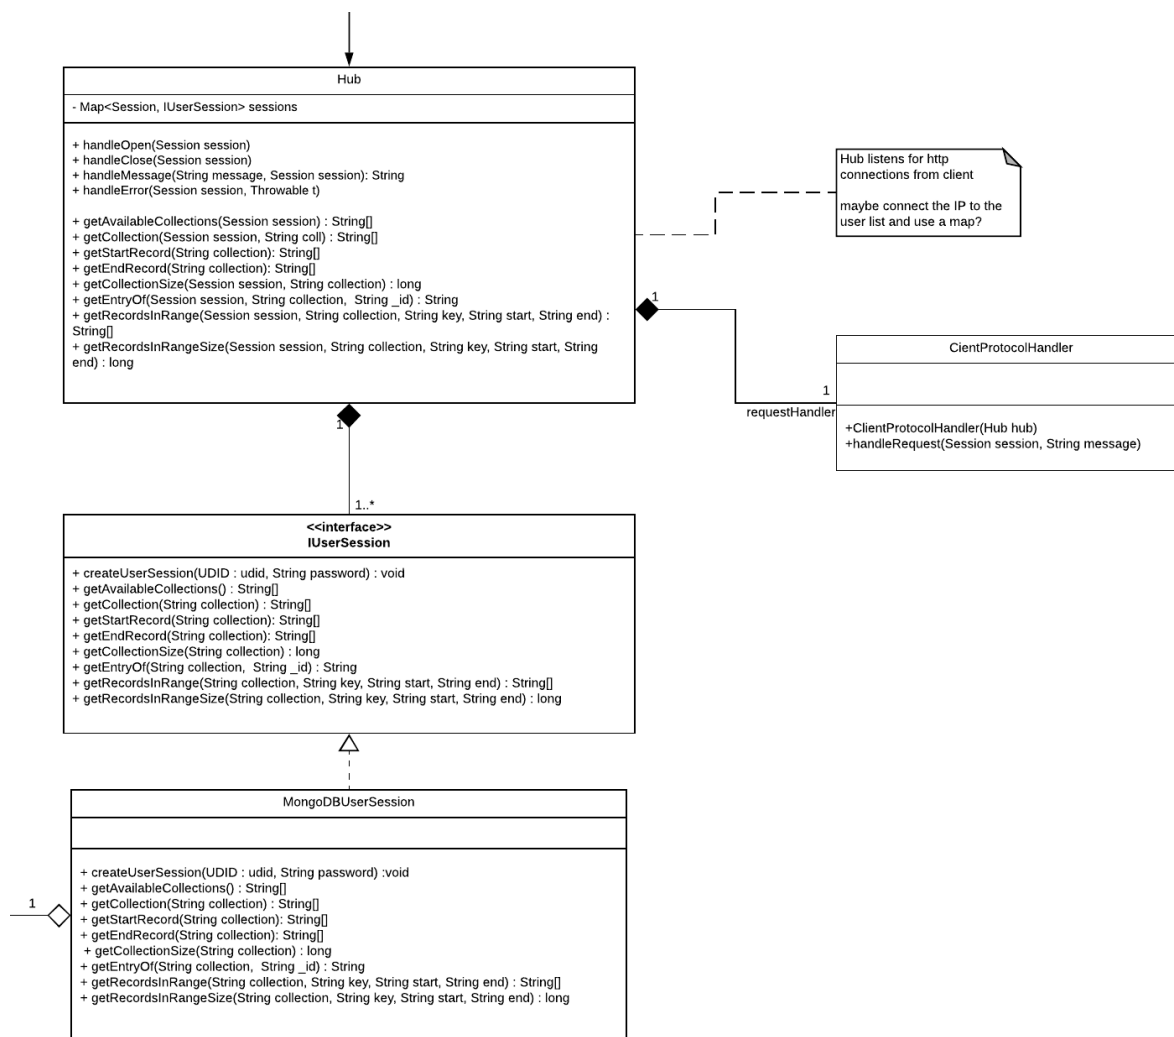 Hub
- Map<Session, IUserSession> sessions
+ handleOpen(Session session)
+ handleClose(Session session)
+ handleMessage(String message, Session session): String
+ handleError(Session session, Throwable t)
+ getAvailableCollections(Session session) : String[]
+ getCollection(Session session, String coll) : String[]
+ getStartRecord(String collection): String[]
+ getEndRecord(String collection): String[]
+ getCollectionSize(Session session, String collection) : long
+ getEntryOf(Session session, String collection,  String _id) : String
+ getRecordsInRange(Session session, String collection, String key, String start, String end) :
String[]
+ getRecordsInRangeSize(Session session, String collection, String key, String start, String
end) : long
Hub listens for http
connections from client
maybe connect the IP to the
user list and use a map?
1
1
requestHandler
CientProtocolHandler
+ClientProtocolHandler(Hub hub)
+handleRequest(Session session, String message)
1
1..*
<<interface>>
IUserSession
+ createUserSession(UDID : udid, String password) : void
+ getAvailableCollections() : String[]
+ getCollection(String collection) : String[]
+ getStartRecord(String collection): String[]
+ getEndRecord(String collection): String[]
+ getCollectionSize(String collection) : long
+ getEntryOf(String collection,  String _id) : String
+ getRecordsInRange(String collection, String key, String start, String end) : String[]
+ getRecordsInRangeSize(String collection, String key, String start, String end) : long
MongoDBUserSession
+ createUserSession(UDID : udid, String password) :void
+ getAvailableCollections() : String[]
+ getCollection(String collection) : String[]
+ getStartRecord(String collection): String[]
+ getEndRecord(String collection): String[]
+ getCollectionSize(String collection) : long
+ getEntryOf(String collection,  String _id) : String
+ getRecordsInRange(String collection, String key, String start, String end) : String[]
+ getRecordsInRangeSize(String collection, String key, String start, String end) : long
1